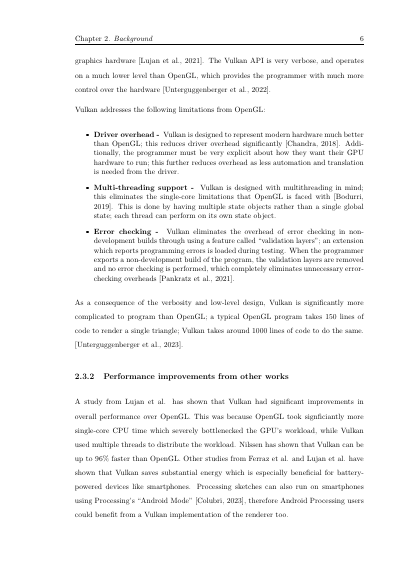 Chapter 2. Background 6
graphics hardware [Lujan et al., 2021]. The Vulkan API is very verbose, and operates
on a much lower level than OpenGL, which provides the programmer with much more
control over the hardware [Unterguggenberger et al., 2022].
Vulkan addresses the following limitations from OpenGL:
• Driver overhead - Vulkan is designed to represent modern hardware much better
than OpenGL; this reduces driver overhead significantly [Chandra, 2018]. Addi-
tionally, the programmer must be very explicit about how they want their GPU
hardware to run; this further reduces overhead as less automation and translation
is needed from the driver.
• Multi-threading support - Vulkan is designed with multithreading in mind;
this eliminates the single-core limitations that OpenGL is faced with [Bodurri,
2019]. This is done by having multiple state objects rather than a single global
state; each thread can perform on its own state object.
• Error checking - Vulkan eliminates the overhead of error checking in non-
development builds through using a feature called “validation layers”; an extension
which reports programming errors is loaded during testing. When the programmer
exports a non-development build of the program, the validation layers are removed
and no error checking is performed, which completely eliminates unnecessary error-
checking overheads [Pankratz et al., 2021].
As a consequence of the verbosity and low-level design, Vulkan is significantly more
complicated to program than OpenGL; a typical OpenGL program takes 150 lines of
code to render a single triangle; Vulkan takes around 1000 lines of code to do the same.
[Unterguggenberger et al., 2023].
2.3.2 Performance improvements from other works
A study from Lujan et al. has shown that Vulkan had significant improvements in
overall performance over OpenGL. This was because OpenGL took signficiantly more
single-core CPU time which severely bottlenecked the GPU's workload, while Vulkan
used multiple threads to distribute the workload. Nilssen has shown that Vulkan can be
up to 96% faster than OpenGL. Other studies from Ferraz et al. and Lujan et al. have
shown that Vulkan saves substantial energy which is especially beneficial for battery-
powered devices like smartphones. Processing sketches can also run on smartphones
using Processing's “Android Mode” [Colubri, 2023], therefore Android Processing users
could benefit from a Vulkan implementation of the renderer too.